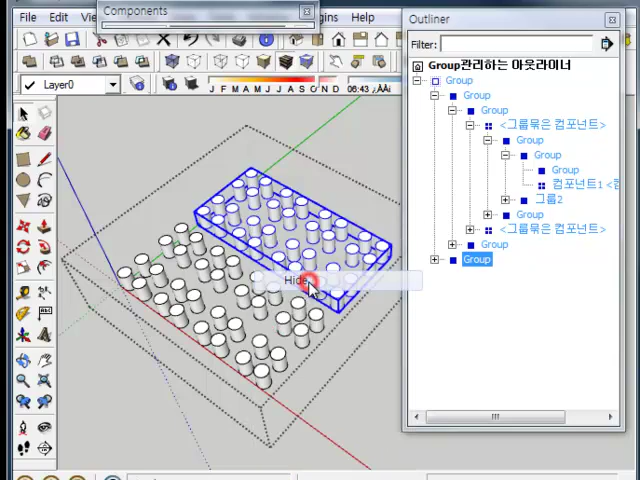 Components
Outliner
File
Edit
Vi
gins
Help
Filter:
Group관리하는 아웃라이너
Layer0
J F M A M J J A S O N D
06:43
Group
Group
Group
<그룹묶은 컴포넌트>
Group
Group
Group
컴포넌트1 <컴
그룹2
Group
<그룹묶은 컴포넌트>
Group
Group
Hide